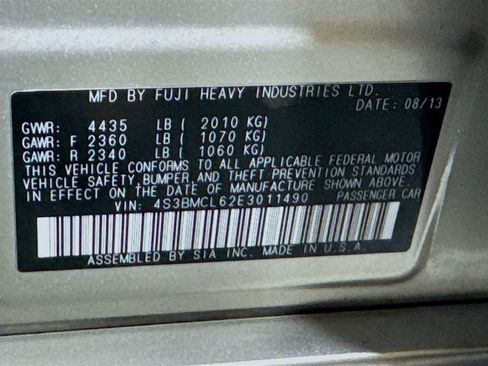 MFD BY FUJI HEAVY INDUSTRIES LTD.
DATE: 08/13
GVWR: 4435 LB ( 2010 KG)
GAWR: F 2360 LB ( 1070 KG)
GAWR: R 2340 LB ( 1060 KG)
THIS VEHICLE CONFORMS TO ALL APPLICABLE FEDERAL MOTOR
VEHICLE SAFETY, BUMPER, AND THEFT PREVENTION STANDARDS
IN EFFECT ON THE DATE OF MANUFACTURE SHOWN ABOVE.
VIN: 4S3BMCL62E3011490 PASSENGER CAR
ASSEMBLED BY SIA INC. MADE IN U.S.A.